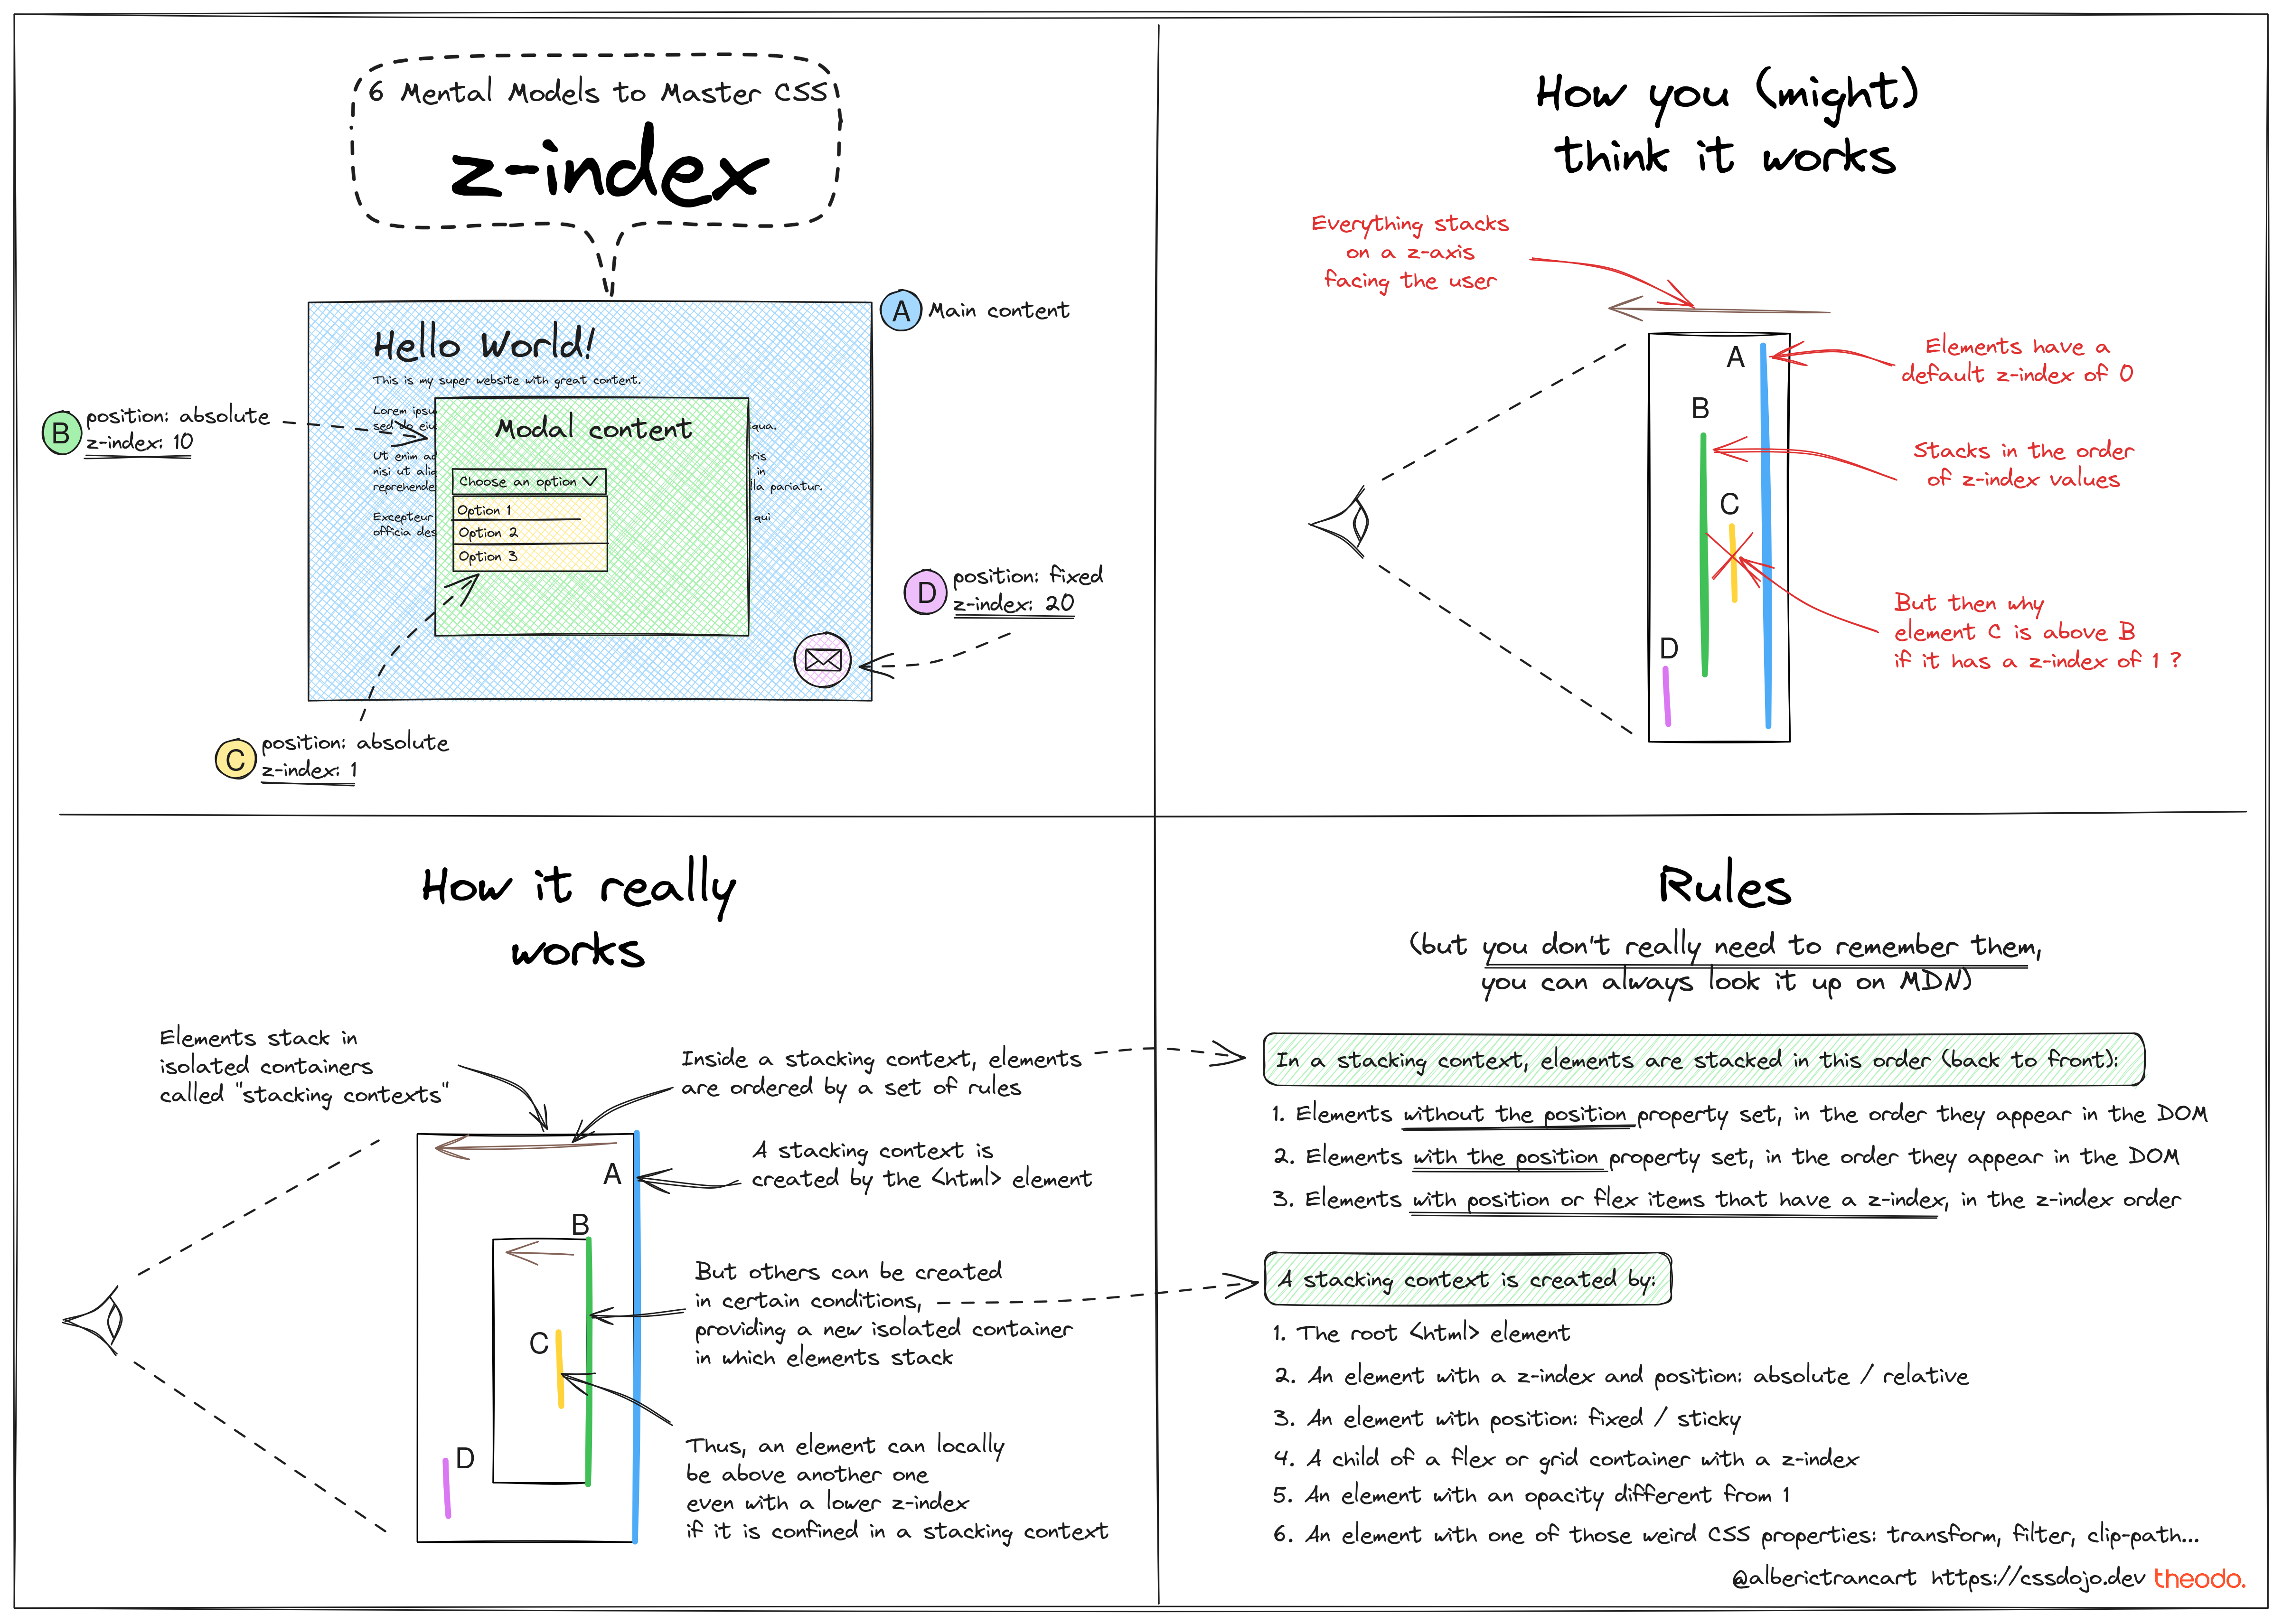 6 Mental Models to Master CSS
z-index
A Main content
Hello World!
This is my super website with great content.
Lorem ipsu
sed do eiu
qua.
Ut enim ad
ris
nisi ut aliq
in
reprehende
lla pariatur.
Excepteur
qui
officia des
Modal content
Choose an option
Option 1
Option 2
Option 3
B
position: absolute
z-index: 10
D
position: fixed
z-index: 20
C
position: absolute
z-index: 1
How you (might)
think it works
Everything stacks
on a z-axis
facing the user
A
Elements have a
default z-index of 0
B
Stacks in the order
of z-index values
C
But then why
element C is above B
if it has a z-index of 1 ?
D
How it really
works
Elements stack in
isolated containers
called "stacking contexts"
Inside a stacking context, elements
are ordered by a set of rules
A
A stacking context is
created by the <html> element
B
But others can be created
in certain conditions,
providing a new isolated container
in which elements stack
C
Thus, an element can locally
be above another one
even with a lower z-index
if it is confined in a stacking context
D
Rules
(but you don't really need to remember them,
you can always look it up on MDN)
In a stacking context, elements are stacked in this order (back to front):
1. Elements without the position property set, in the order they appear in the DOM
2. Elements with the position property set, in the order they appear in the DOM
3. Elements with position or flex items that have a z-index, in the z-index order
A stacking context is created by:
1. The root <html> element
2. An element with a z-index and position: absolute / relative
3. An element with position: fixed / sticky
4. A child of a flex or grid container with a z-index
5. An element with an opacity different from 1
6. An element with one of those weird CSS properties: transform, filter, clip-path...
@alberictrancart https://cssdojo.dev theodo.